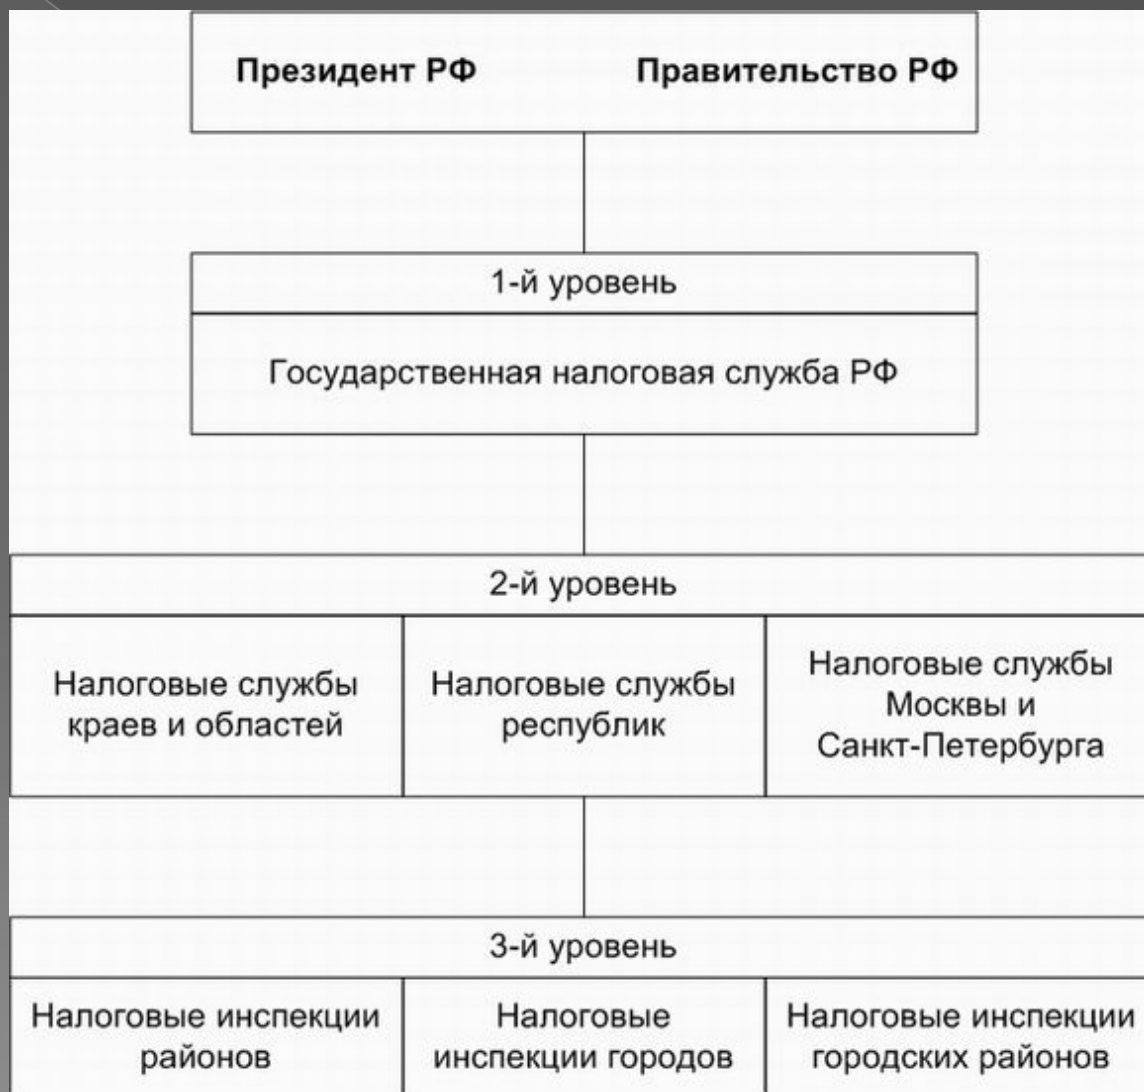 Президент РФ Правительство РФ
1-й уровень
Государственная налоговая служба РФ
2-й уровень
Налоговые службы
краев и областей
Налоговые службы
республик
Налоговые службы
Москвы и
Санкт-Петербурга
3-й уровень
Налоговые инспекции
районов
Налоговые
инспекции городов
Налоговые инспекции
городских районов